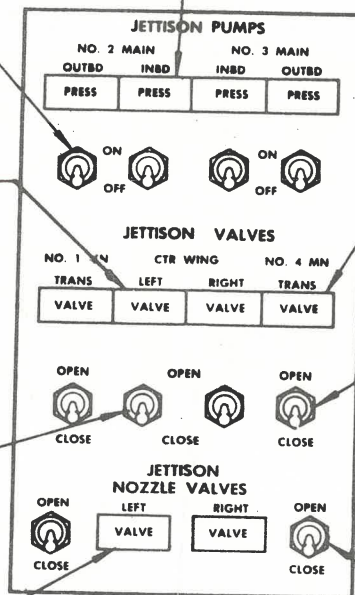 JETTISON PUMPS
NO. 2 MAIN NO. 3 MAIN
OUTBD INBD INBD OUTBD
PRESS PRESS PRESS PRESS
ON ON
OFF OFF
JETTISON VALVES
NO. 1 MN CTR WING NO. 4 MN
TRANS LEFT RIGHT TRANS
VALVE VALVE VALVE VALVE
OPEN OPEN OPEN
CLOSE CLOSE CLOSE
JETTISON
NOZZLE VALVES
OPEN LEFT RIGHT OPEN
VALVE VALVE
CLOSE CLOSE